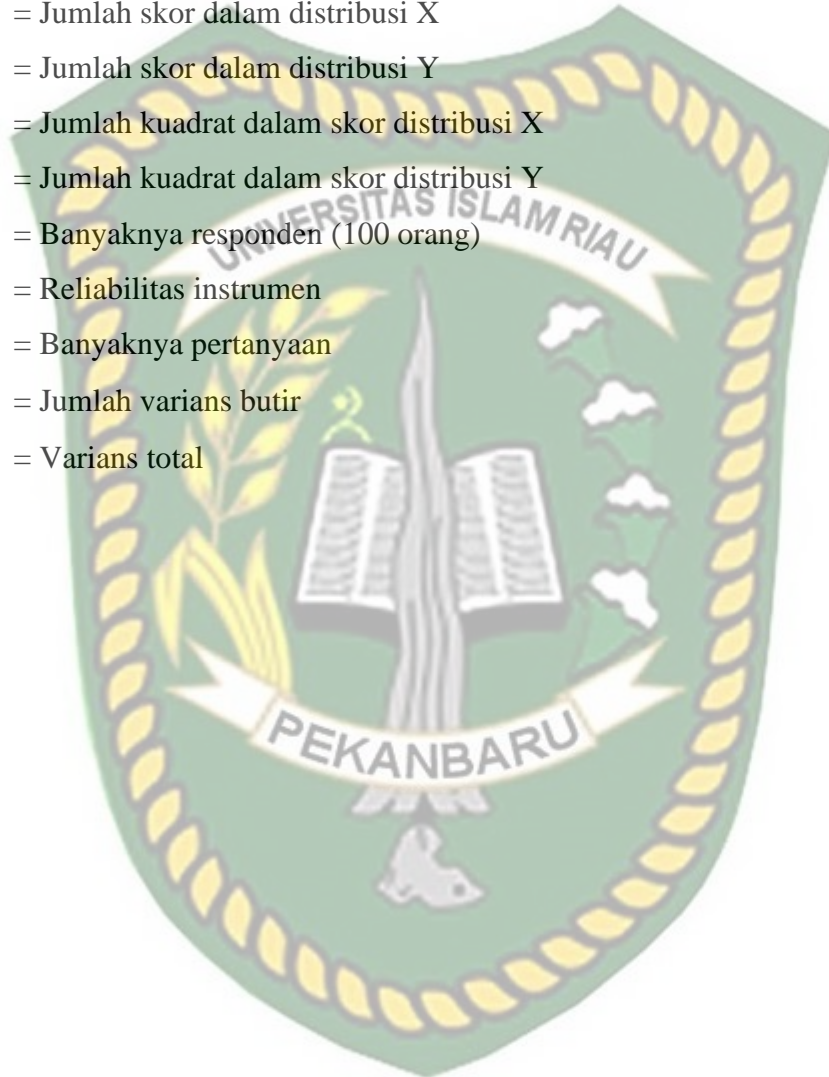 = Jumlah skor dalam distribusi X
= Jumlah skor dalam distribusi Y
= Jumlah kuadrat dalam skor distribusi X
= Jumlah kuadrat dalam skor distribusi Y
UNIVERSITAS ISLAM RIAU
= Banyaknya responden (100 orang)
= Reliabilitas instrumen
= Banyaknya pertanyaan
= Jumlah varians butir
= Varians total
PEKANBARU